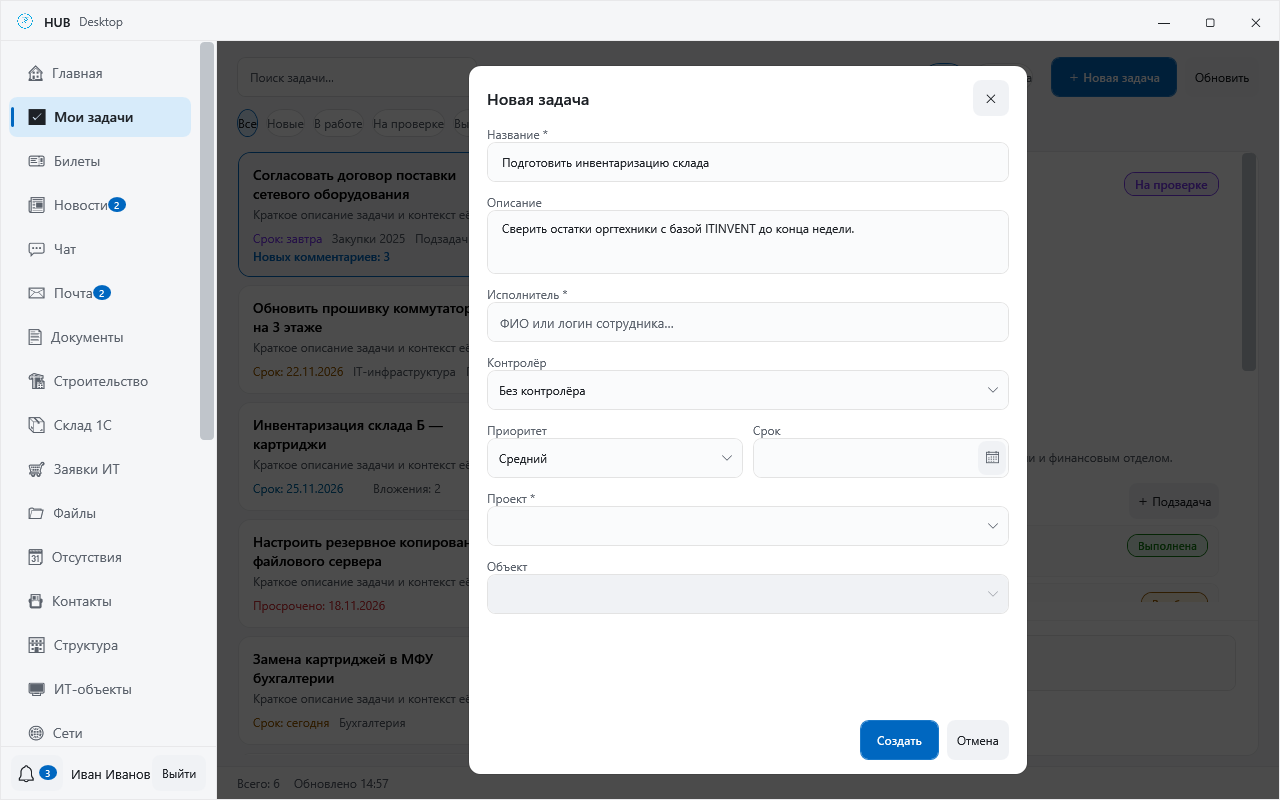 HUB Desktop
Главная
Мои задачи
Билеты
Новости 2
Чат
Почта 2
Документы
Строительство
Склад 1С
Заявки ИТ
Файлы
31 Отсутствия
Контакты
Структура
ИТ-объекты
Сети
3 Иван Иванов Выйти
Поиск задачи...
+ Новая задача Обновить
Все Новые В работе На проверке
Согласовать договор поставки
сетевого оборудования
Краткое описание задачи и контекст её
Срок: завтра Закупки 2025
Новых комментариев: 3
Обновить прошивку коммутатор
на 3 этаже
Краткое описание задачи и контекст её
Срок: 22.11.2026 IT-инфраструктура
Инвентаризация склада Б —
картриджи
Краткое описание задачи и контекст её
Срок: 25.11.2026 Вложения: 2
Настроить резервное копирован
файлового сервера
Краткое описание задачи и контекст её
Просрочено: 18.11.2026
Замена картриджей в МФУ
бухгалтерии
Краткое описание задачи и контекст её
Срок: сегодня Бухгалтерия
Всего: 6 Обновлено 14:57
Новая задача
Название *
Подготовить инвентаризацию склада
Описание
Сверить остатки оргтехники с базой ITINVENT до конца недели.
Исполнитель *
ФИО или логин сотрудника...
Контролёр
Без контролёра
Приоритет Срок
Средний
Проект *
Объект
Создать Отмена
На проверке
и и финансовым отделом.
+ Подзадача
Выполнена